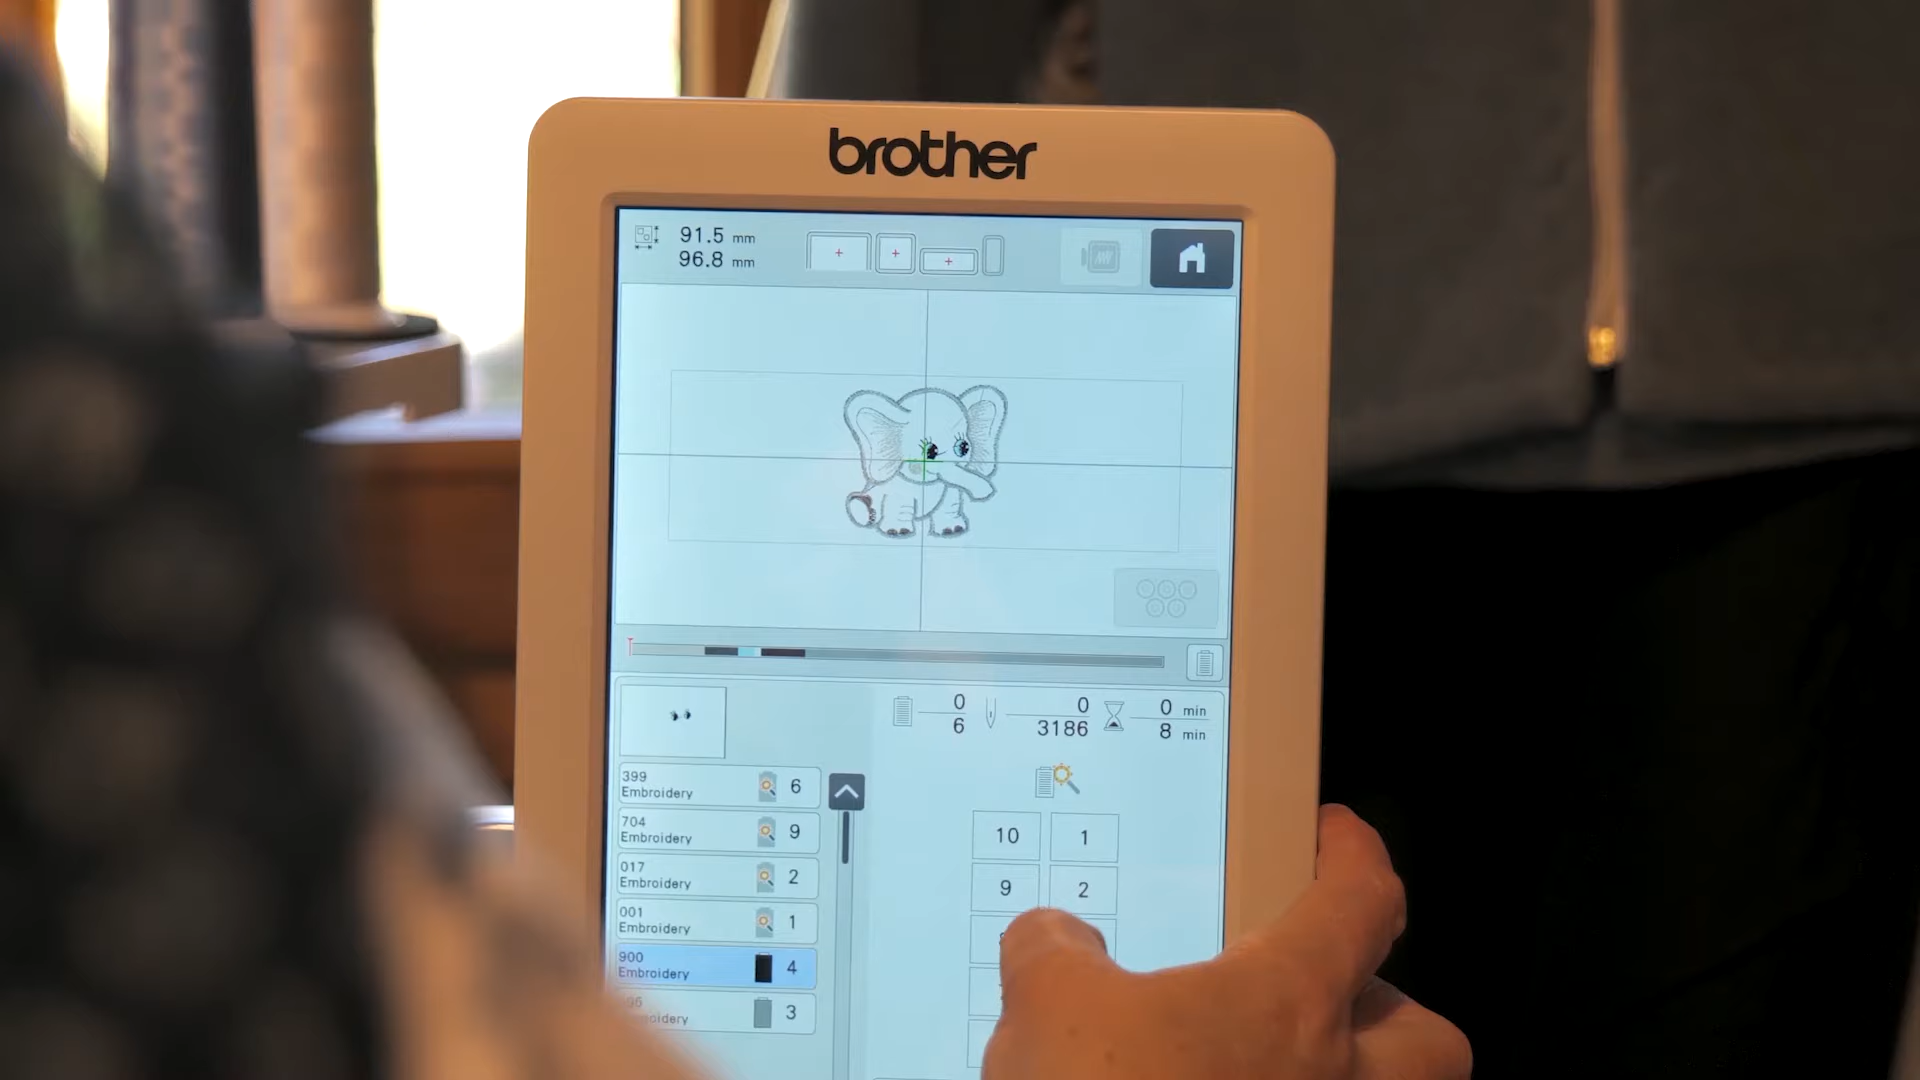 brother
91.5 mm
96.8 mm
0 0 0 min
6 3186 8 min
399
Embroidery 6
704
Embroidery 9
017
Embroidery 2
001
Embroidery 1
900
Embroidery 4
3
10 1
9 2